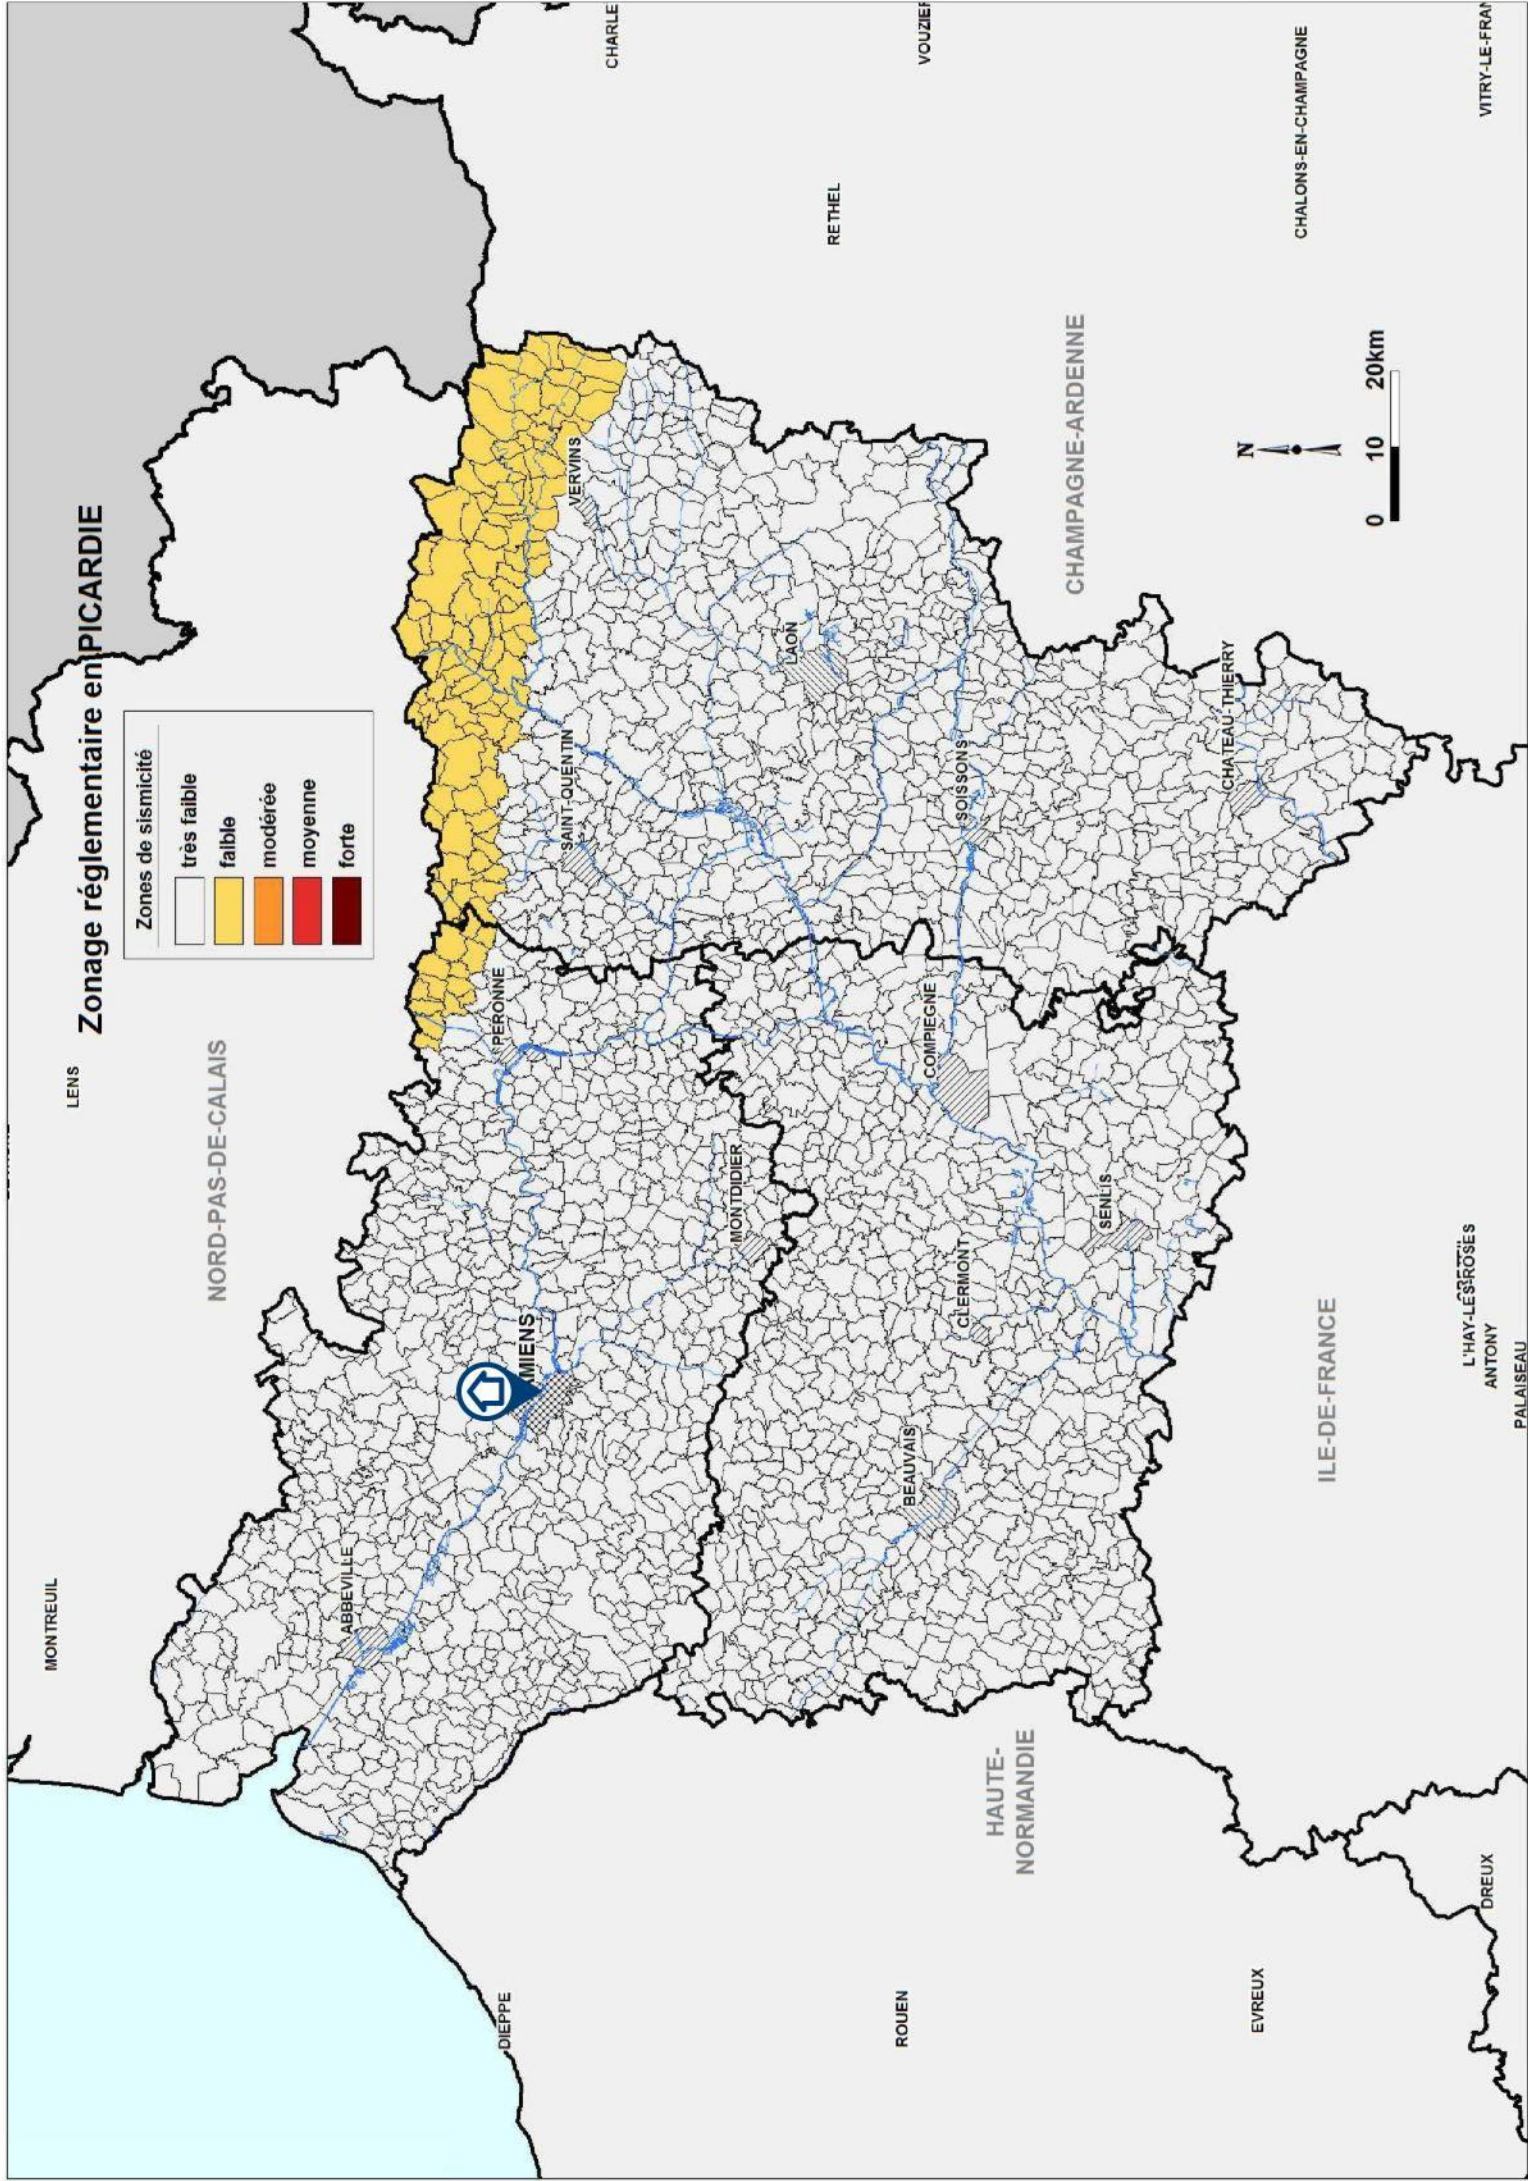 Zonage réglementaire en PICARDIE
Zones de sismicité
très faible
faible
modérée
moyenne
forte
LENS
MONTREUIL
NORD-PAS-DE-CALAIS
ABBEVILLE
MIENS
PERONNE
SAINT-QUENTIN
VERVINS
CHARLE
DIEPPE
MONTDIDIER
LAON
RETHEL
VOUZIER
ROUEN
BEAUVAIS
CLERMONT
COMPIEGNE
SOISSONS
HAUTE-
NORMANDIE
SENLIS
CHAMPAGNE-ARDENNE
CHATEAU-THIERRY
N
0 10 20km
CHALONS-EN-CHAMPAGNE
EVREUX
ILE-DE-FRANCE
DREUX
L'HAY-LES-ROSES
ANTONY
PALAISEAU
VITRY-LE-FRAN